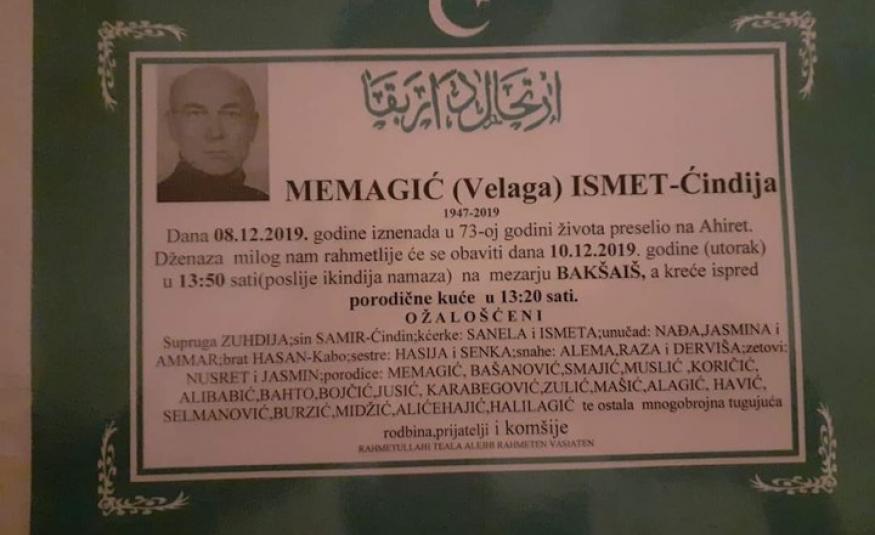 ارتحال دار بقا
MEMAGIĆ (Velaga) ISMET-Ćindija
1947-2019
Dana 08.12.2019. godine iznenada u 73-oj godini života preselio na Ahiret.
Dženaza milog nam rahmetlije će se obaviti dana 10.12.2019. godine (utorak)
u 13:50 sati(poslije ikindija namaza) na mezarju BAKŠAIŠ, a kreće ispred
porodične kuće u 13:20 sati.
O Ž A L O Š Ć E N I
Supruga ZUHDIJA;sin SAMIR-Ćindin;kćerke: SANELA i ISMETA;unučad: NAĐA,JASMINA i
AMMAR;brat HASAN-Kabo;sestre: HASIJA i SENKA;snahe: ALEMA,RAZA i DERVIŠA;zetovi:
NUSRET i JASMIN;porodice: MEMAGIĆ, BAŠANOVIĆ,SMAJIĆ,MUSLIĆ ,KORIČIĆ,
ALIBABIĆ,BAHTO,BOJČIĆ,JUSIĆ, KARABEGOVIĆ,ZULIĆ,MAŠIĆ,ALAGIĆ, HAVIĆ,
SELMANOVIĆ,BURZIĆ,MIDŽIĆ,ALIĆEHAJIĆ,HALILAGIĆ te ostala mnogobrojna tugujuća
rodbina,prijatelji i komšije
RAHMETULLAHI TEALA ALEJHI RAHMETEN VASIATEN